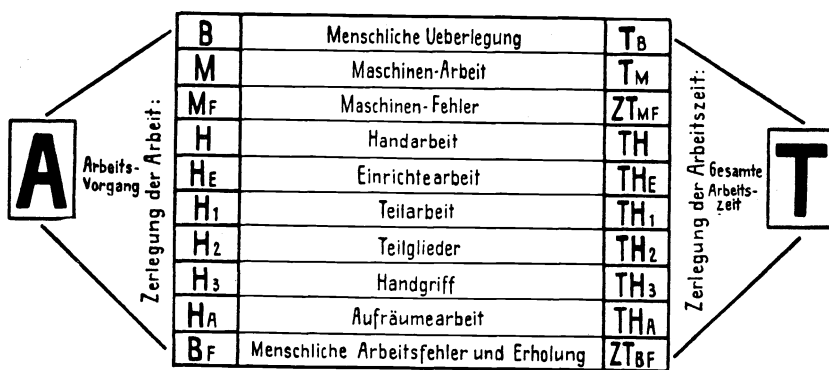 B Menschliche Ueberlegung TB
M Maschinen-Arbeit TM
MF Maschinen-Fehler ZTMF
H Handarbeit TH
HE Einrichtearbeit THE
H1 Teilarbeit TH1
H2 Teilglieder TH2
H3 Handgriff TH3
HA Aufräumearbeit THA
BF Menschliche Arbeitsfehler und Erholung ZTBF
A
Arbeits-
Vorgang
Zerlegung der Arbeit:
Zerlegung der Arbeitszeit:
Gesamte
Arbeits-
zeit
T